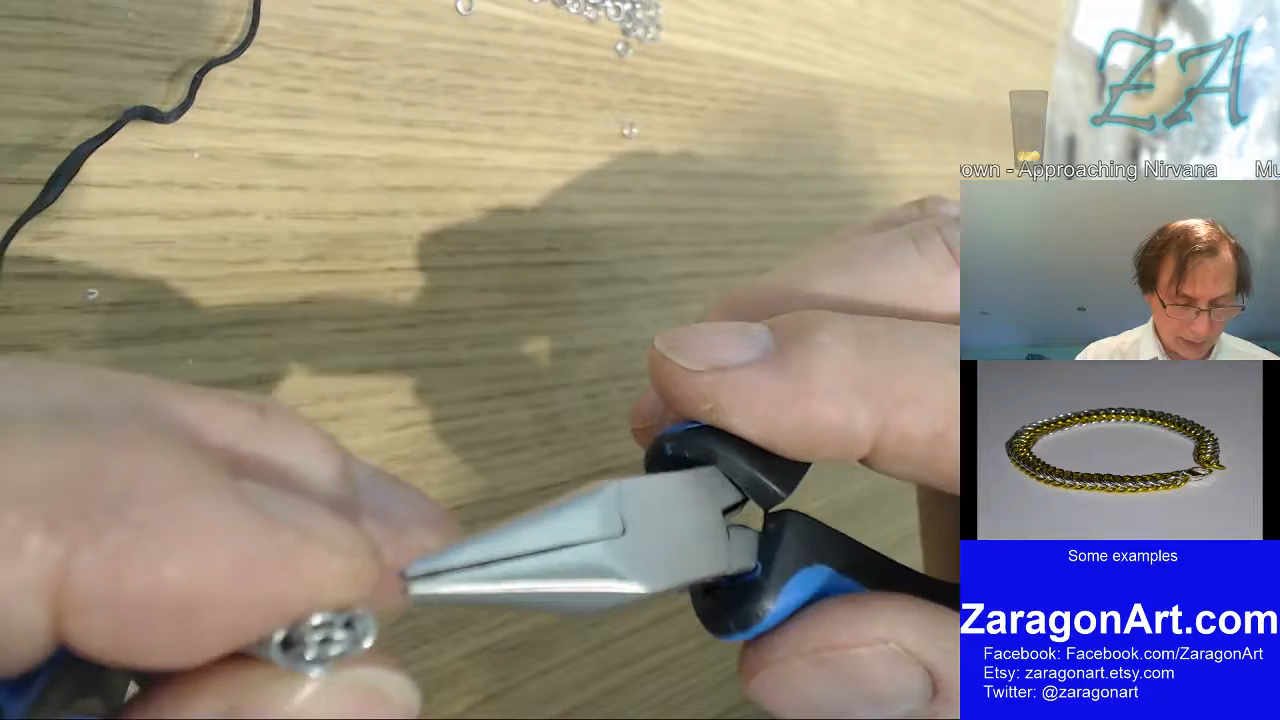 ZA
own - Approaching Nirvana Mu
Some examples
ZaragonArt.com
Facebook: Facebook.com/ZaragonArt
Etsy: zaragonart.etsy.com
Twitter: @zaragonart